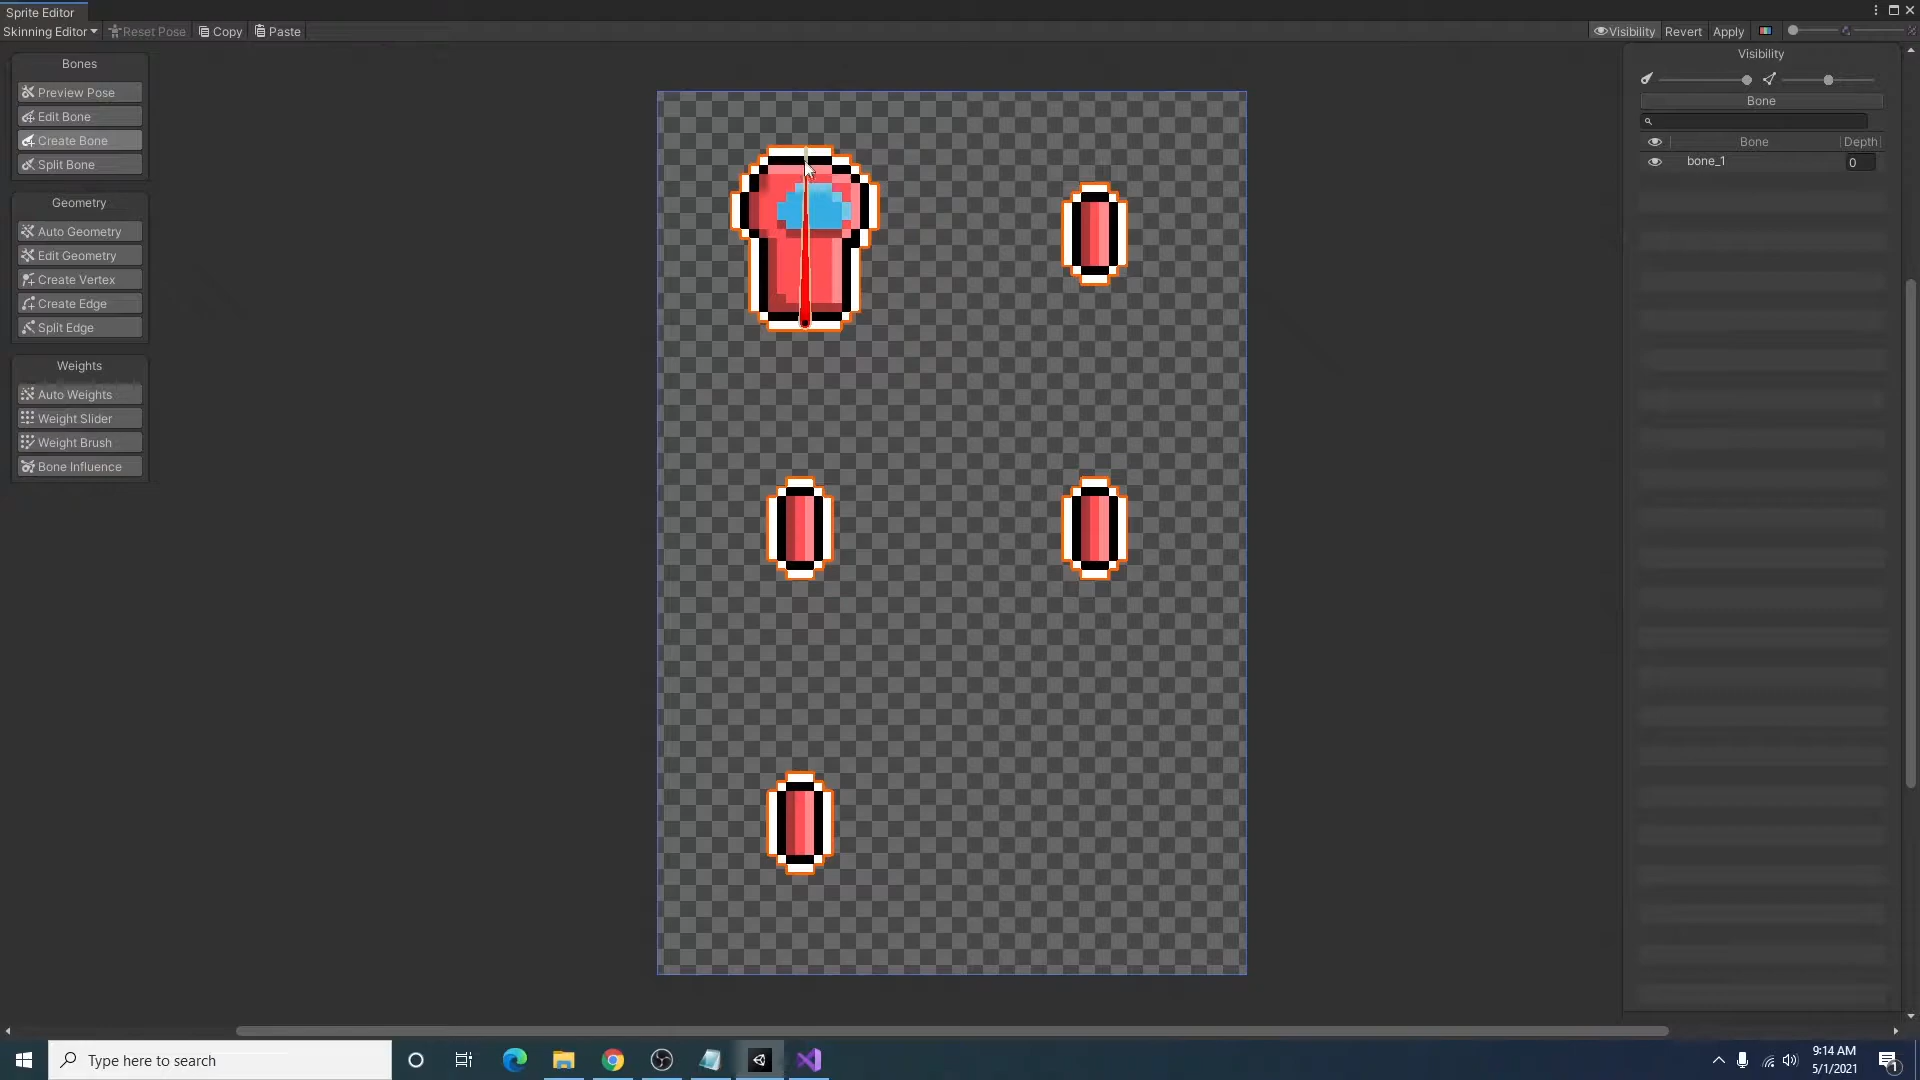 Sprite Editor
Skinning Editor Reset Pose Copy Paste Visibility Revert Apply
Bones
Preview Pose
Edit Bone
Create Bone
Split Bone
Geometry
Auto Geometry
Edit Geometry
Create Vertex
Create Edge
Split Edge
Weights
Auto Weights
Weight Slider
Weight Brush
Bone Influence
Visibility
Bone
Bone Depth
bone_1 0
Type here to search
9:14 AM
5/1/2021
1